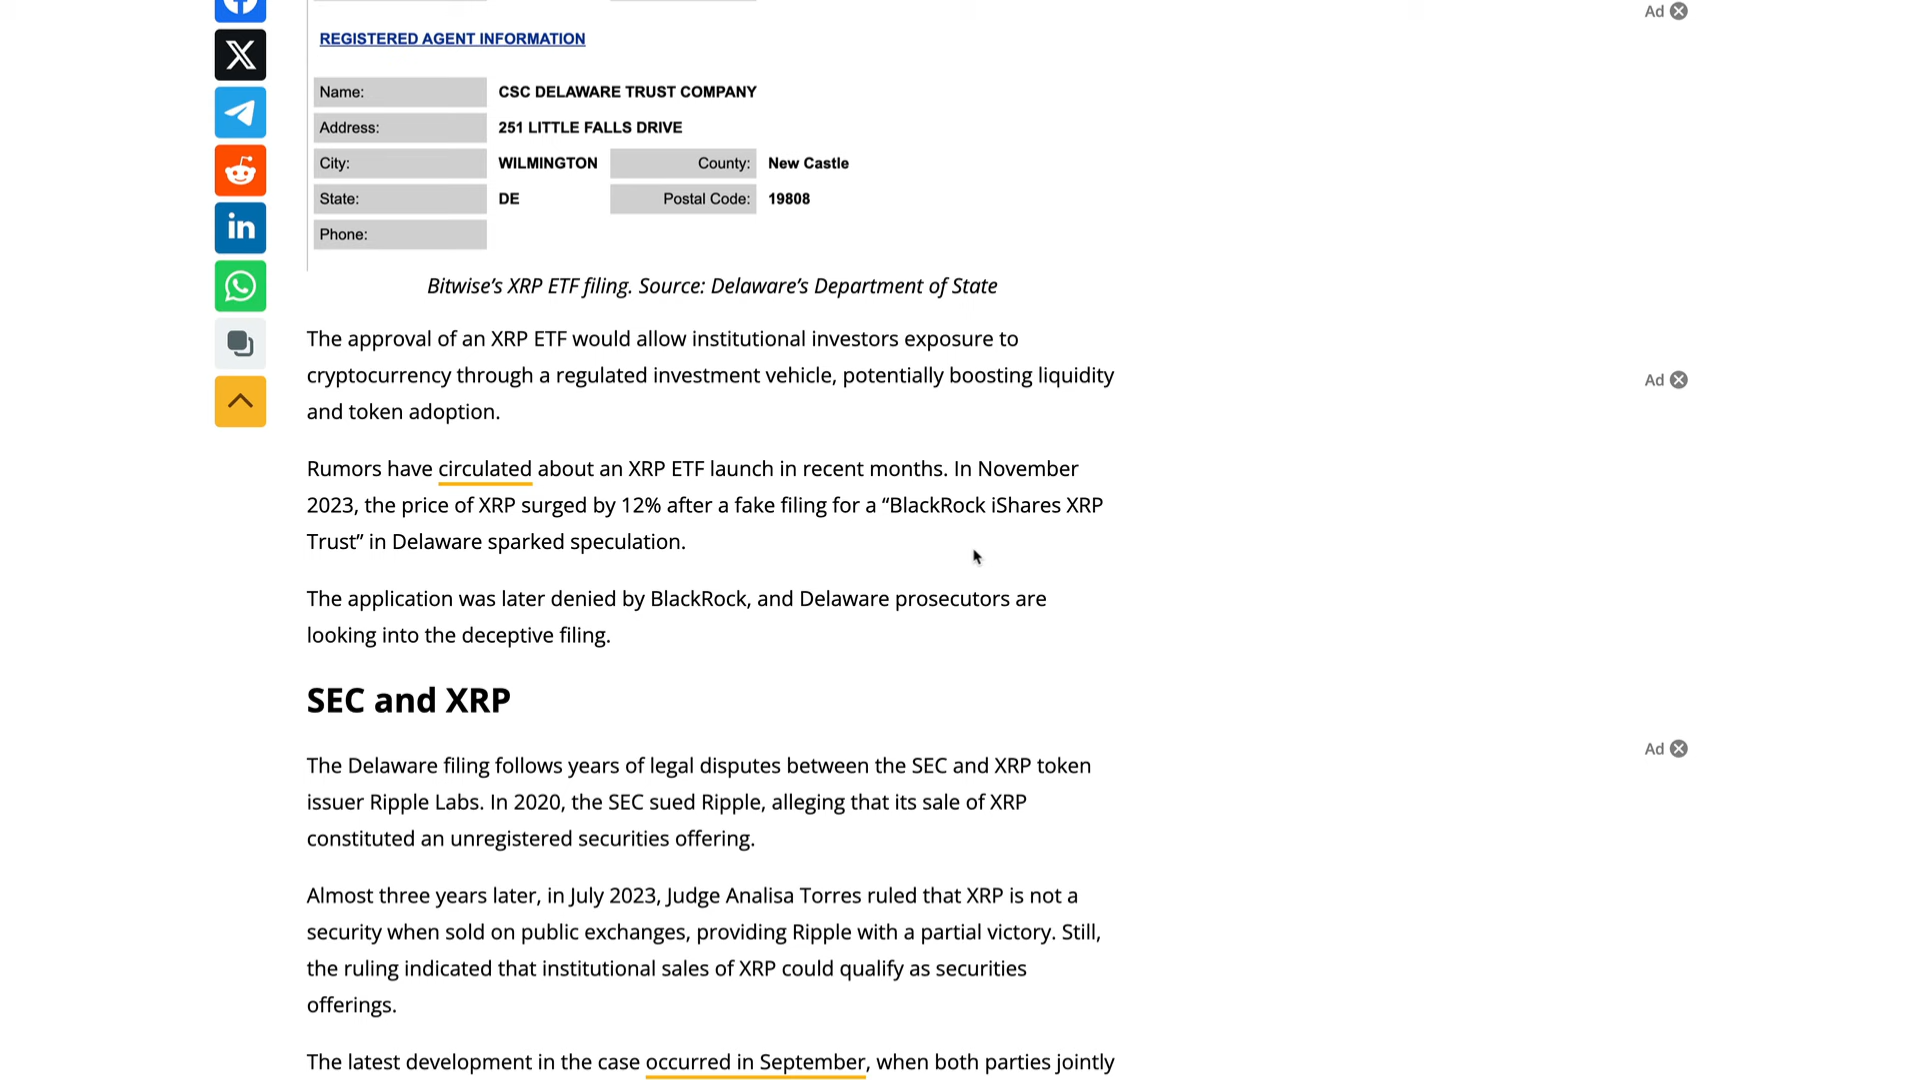 Ad
REGISTERED AGENT INFORMATION
Name: CSC DELAWARE TRUST COMPANY
Address: 251 LITTLE FALLS DRIVE
City: WILMINGTON County: New Castle
State: DE Postal Code: 19808
Phone:
Bitwise’s XRP ETF filing. Source: Delaware’s Department of State
The approval of an XRP ETF would allow institutional investors exposure to
cryptocurrency through a regulated investment vehicle, potentially boosting liquidity
and token adoption.
Ad
Rumors have circulated about an XRP ETF launch in recent months. In November
2023, the price of XRP surged by 12% after a fake filing for a “BlackRock iShares XRP
Trust” in Delaware sparked speculation.
The application was later denied by BlackRock, and Delaware prosecutors are
looking into the deceptive filing.
SEC and XRP
Ad
The Delaware filing follows years of legal disputes between the SEC and XRP token
issuer Ripple Labs. In 2020, the SEC sued Ripple, alleging that its sale of XRP
constituted an unregistered securities offering.
Almost three years later, in July 2023, Judge Analisa Torres ruled that XRP is not a
security when sold on public exchanges, providing Ripple with a partial victory. Still,
the ruling indicated that institutional sales of XRP could qualify as securities
offerings.
The latest development in the case occurred in September, when both parties jointly